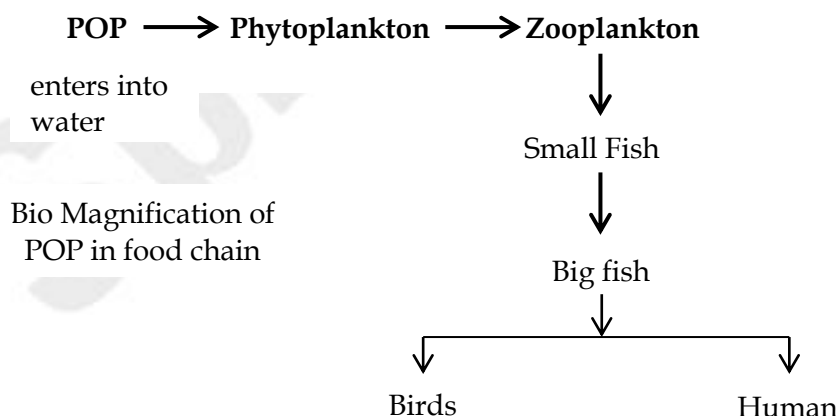 POP → Phytoplankton → Zooplankton
enters into
water
Small Fish
Bio Magnification of
POP in food chain
Big fish
Birds Human